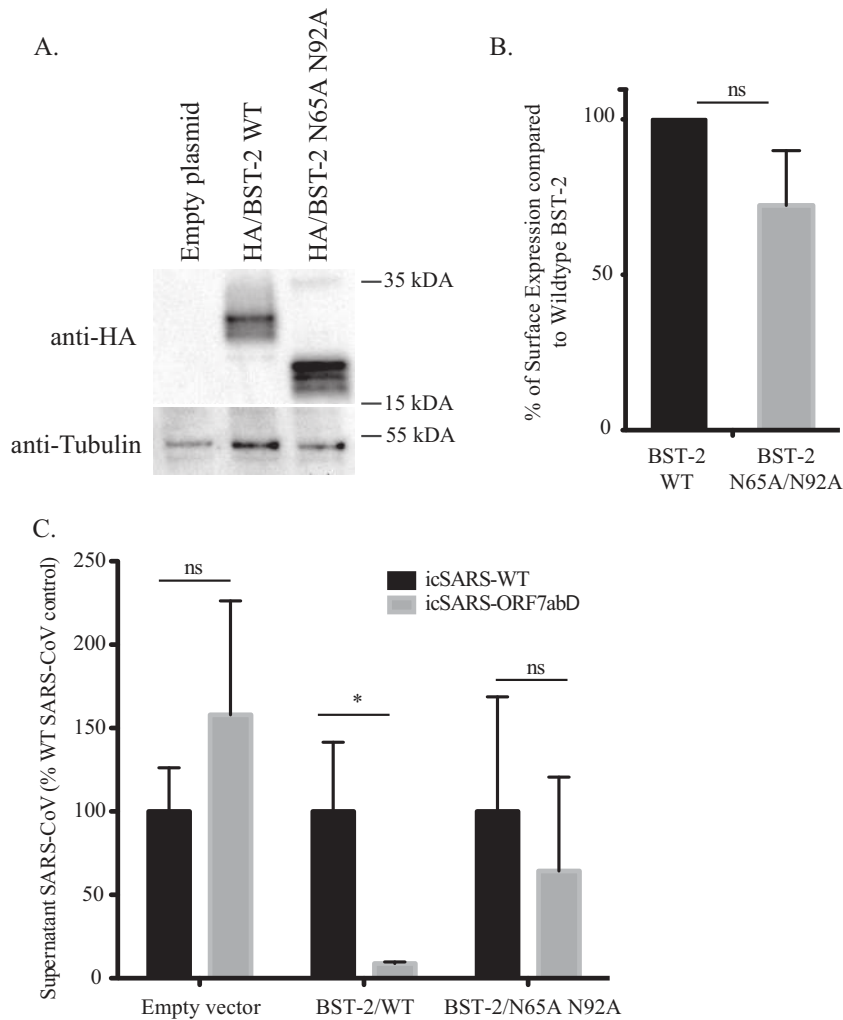 A.
Empty plasmid
HA/BST-2 WT
HA/BST-2 N65A N92A
35 kDA
anti-HA
15 kDA
55 kDA
anti-Tubulin
B.
ns
100
50
0
% of Surface Expression compared
to Wildtype BST-2
BST-2
WT
BST-2
N65A/N92A
C.
250
200
150
100
50
0
Supernatant SARS-CoV (% WT SARS-CoV control)
ns
*
ns
icSARS-WT
icSARS-ORF7abD
Empty vector
BST-2/WT
BST-2/N65A N92A